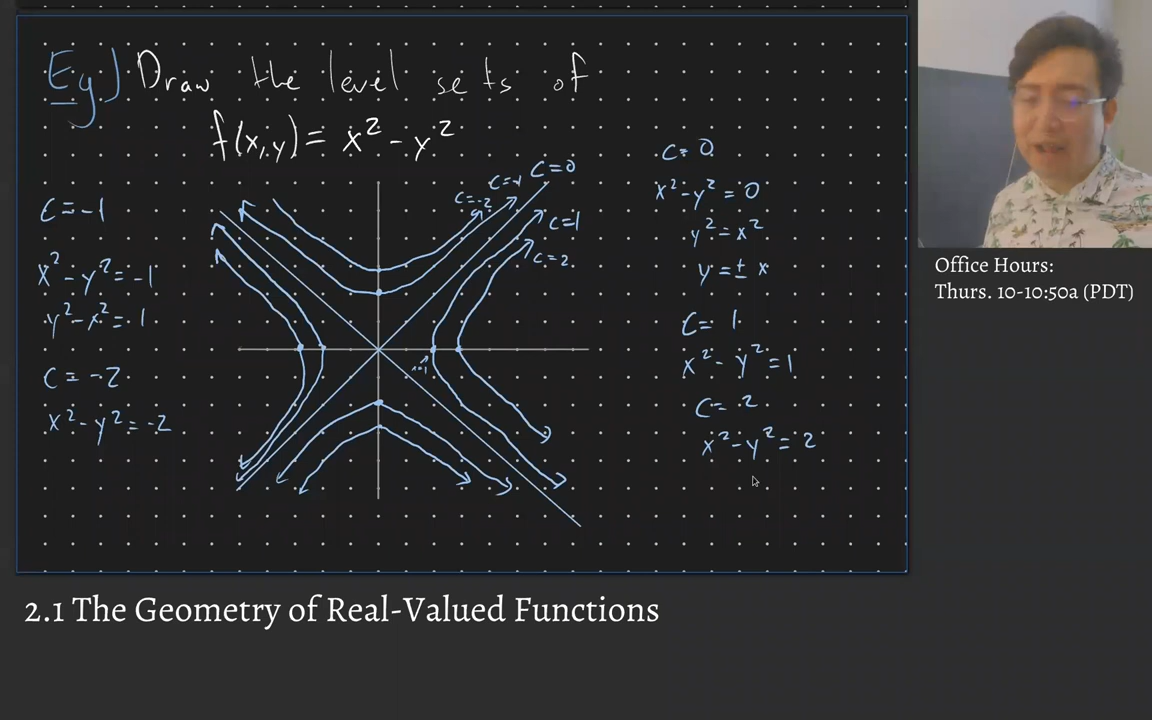 Eg.) Draw the level sets of
f(x,y) = x² - y²
C = -1
x² - y² = -1
y² - x² = 1
C = -2
x² - y² = -2
C=-2
C=-1
C=0
C=1
C=2
x=1
C= 0
x² - y² = 0
y² = x²
y = ± x
C= 1
x² - y² = 1
C= 2
x² - y² = 2
Office Hours:
Thurs. 10-10:50a (PDT)
2.1 The Geometry of Real-Valued Functions